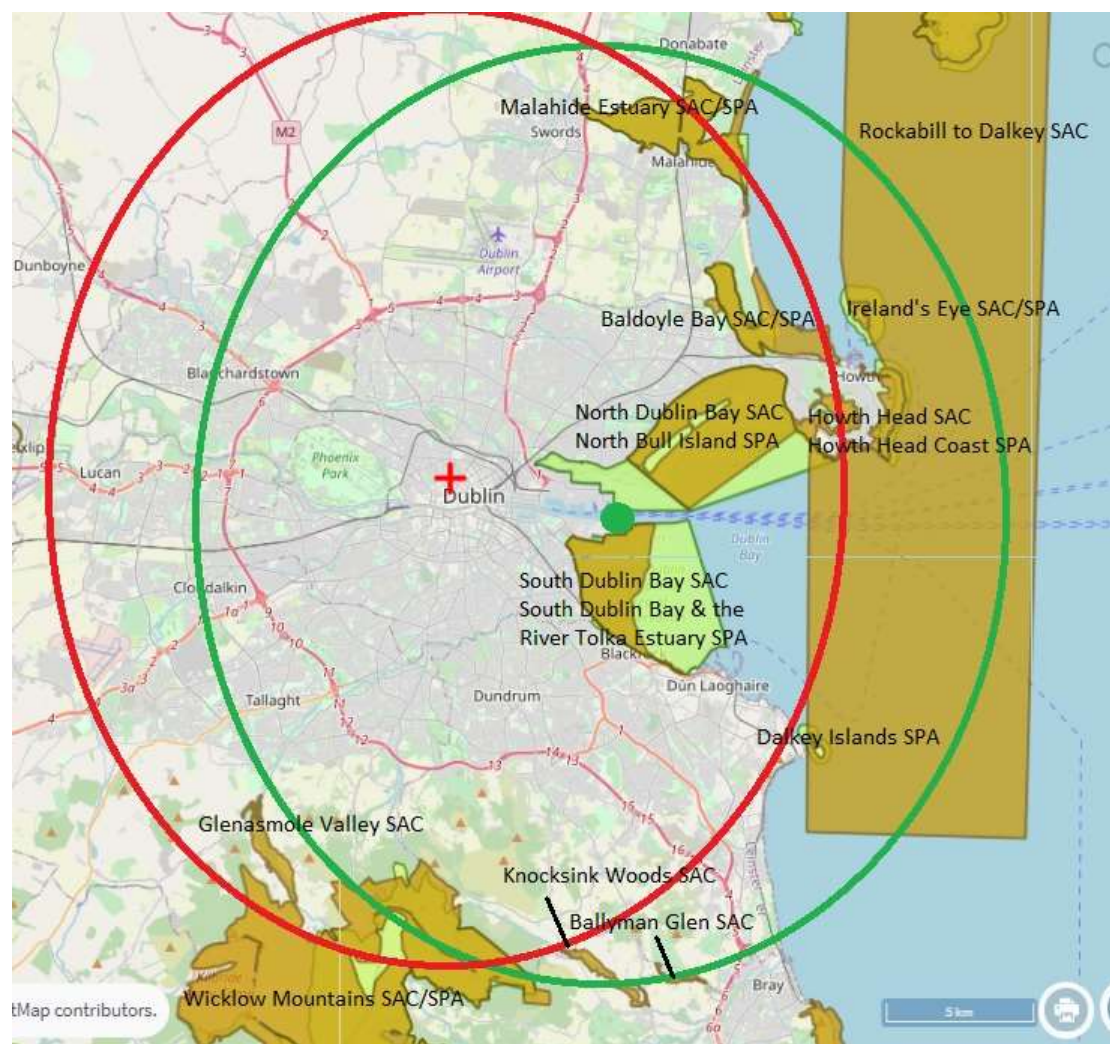 Donabate
Leinster
Malahide Estuary SAC/SPA
M2
Swords
Rockabill to Dalkey SAC
Malahide
Dublin
Airport
Dunboyne
Ireland's Eye SAC/SPA
Baldoyle Bay SAC/SPA
Blanchardstown
Howth
North Dublin Bay SAC
North Bull Island SPA
Howth Head SAC
Howth Head Coast SPA
Phoenix
Park
Lucan
Dublin
Dublin
Bay
South Dublin Bay SAC
South Dublin Bay & the
River Tolka Estuary SPA
Clondalkin
Tallaght
Dundrum
Dún Laoghaire
Dalkey Islands SPA
Glenasmole Valley SAC
Knocksink Woods SAC
Ballyman Glen SAC
Wicklow Mountains SAC/SPA
Bray
tMap contributors.
5 km